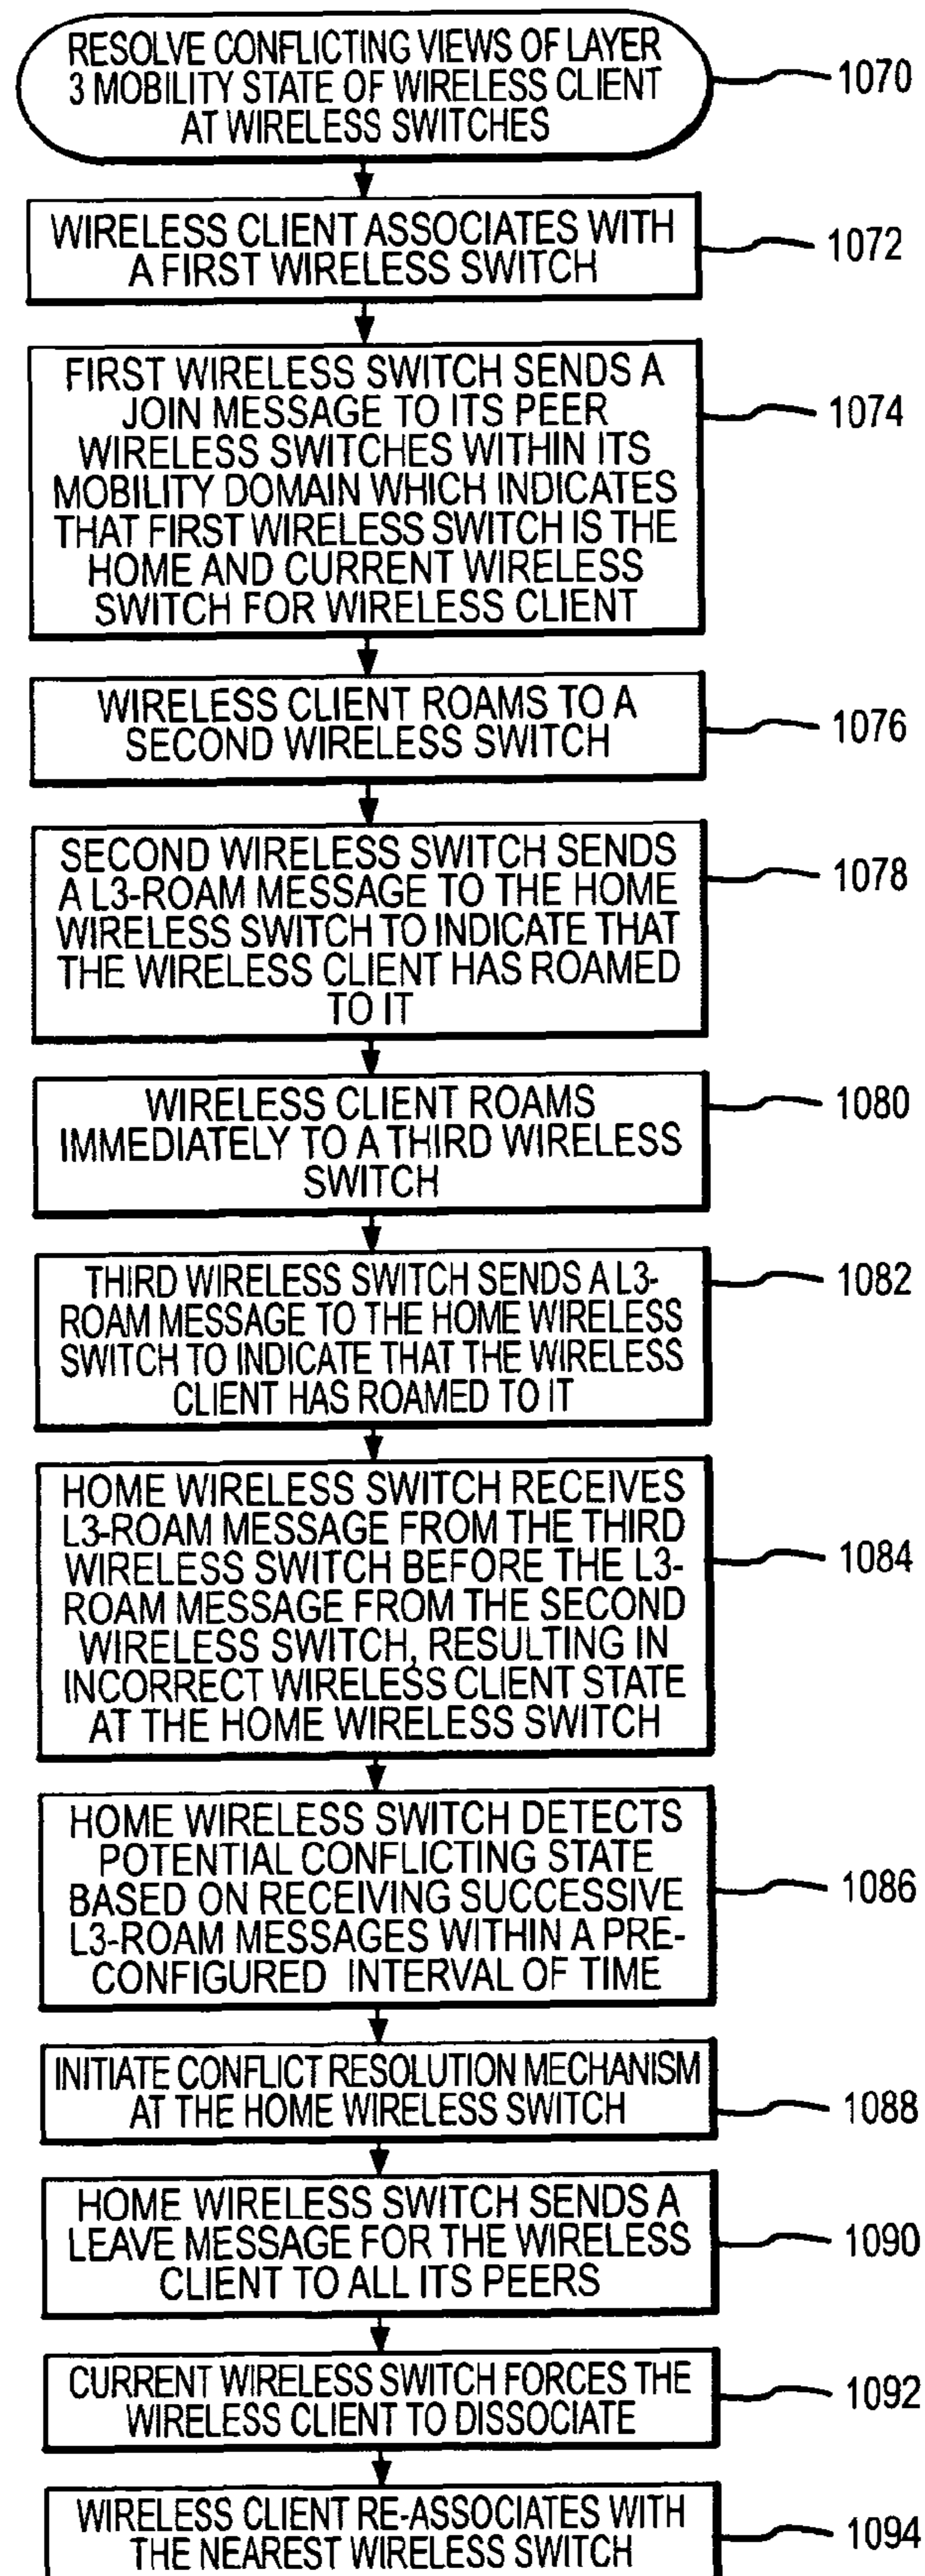 RESOLVE CONFLICTING VIEWS OF LAYER
3 MOBILITY STATE OF WIRELESS CLIENT
AT WIRELESS SWITCHES
1070
WIRELESS CLIENT ASSOCIATES WITH
A FIRST WIRELESS SWITCH
1072
FIRST WIRELESS SWITCH SENDS A
JOIN MESSAGE TO ITS PEER
WIRELESS SWITCHES WITHIN ITS
MOBILITY DOMAIN WHICH INDICATES
THAT FIRST WIRELESS SWITCH IS THE
HOME AND CURRENT WIRELESS
SWITCH FOR WIRELESS CLIENT
1074
WIRELESS CLIENT ROAMS TO A
SECOND WIRELESS SWITCH
1076
SECOND WIRELESS SWITCH SENDS
A L3-ROAM MESSAGE TO THE HOME
WIRELESS SWITCH TO INDICATE THAT
THE WIRELESS CLIENT HAS ROAMED
TO IT
1078
WIRELESS CLIENT ROAMS
IMMEDIATELY TO A THIRD WIRELESS
SWITCH
1080
THIRD WIRELESS SWITCH SENDS A L3-
ROAM MESSAGE TO THE HOME WIRELESS
SWITCH TO INDICATE THAT THE WIRELESS
CLIENT HAS ROAMED TO IT
1082
HOME WIRELESS SWITCH RECEIVES
L3-ROAM MESSAGE FROM THE THIRD
WIRELESS SWITCH BEFORE THE L3-
ROAM MESSAGE FROM THE SECOND
WIRELESS SWITCH, RESULTING IN
INCORRECT WIRELESS CLIENT STATE
AT THE HOME WIRELESS SWITCH
1084
HOME WIRELESS SWITCH DETECTS
POTENTIAL CONFLICTING STATE
BASED ON RECEIVING SUCCESSIVE
L3-ROAM MESSAGES WITHIN A PRE-
CONFIGURED INTERVAL OF TIME
1086
INITIATE CONFLICT RESOLUTION MECHANISM
AT THE HOME WIRELESS SWITCH
1088
HOME WIRELESS SWITCH SENDS A
LEAVE MESSAGE FOR THE WIRELESS
CLIENT TO ALL ITS PEERS
1090
CURRENT WIRELESS SWITCH FORCES THE
WIRELESS CLIENT TO DISSOCIATE
1092
WIRELESS CLIENT RE-ASSOCIATES WITH
THE NEAREST WIRELESS SWITCH
1094